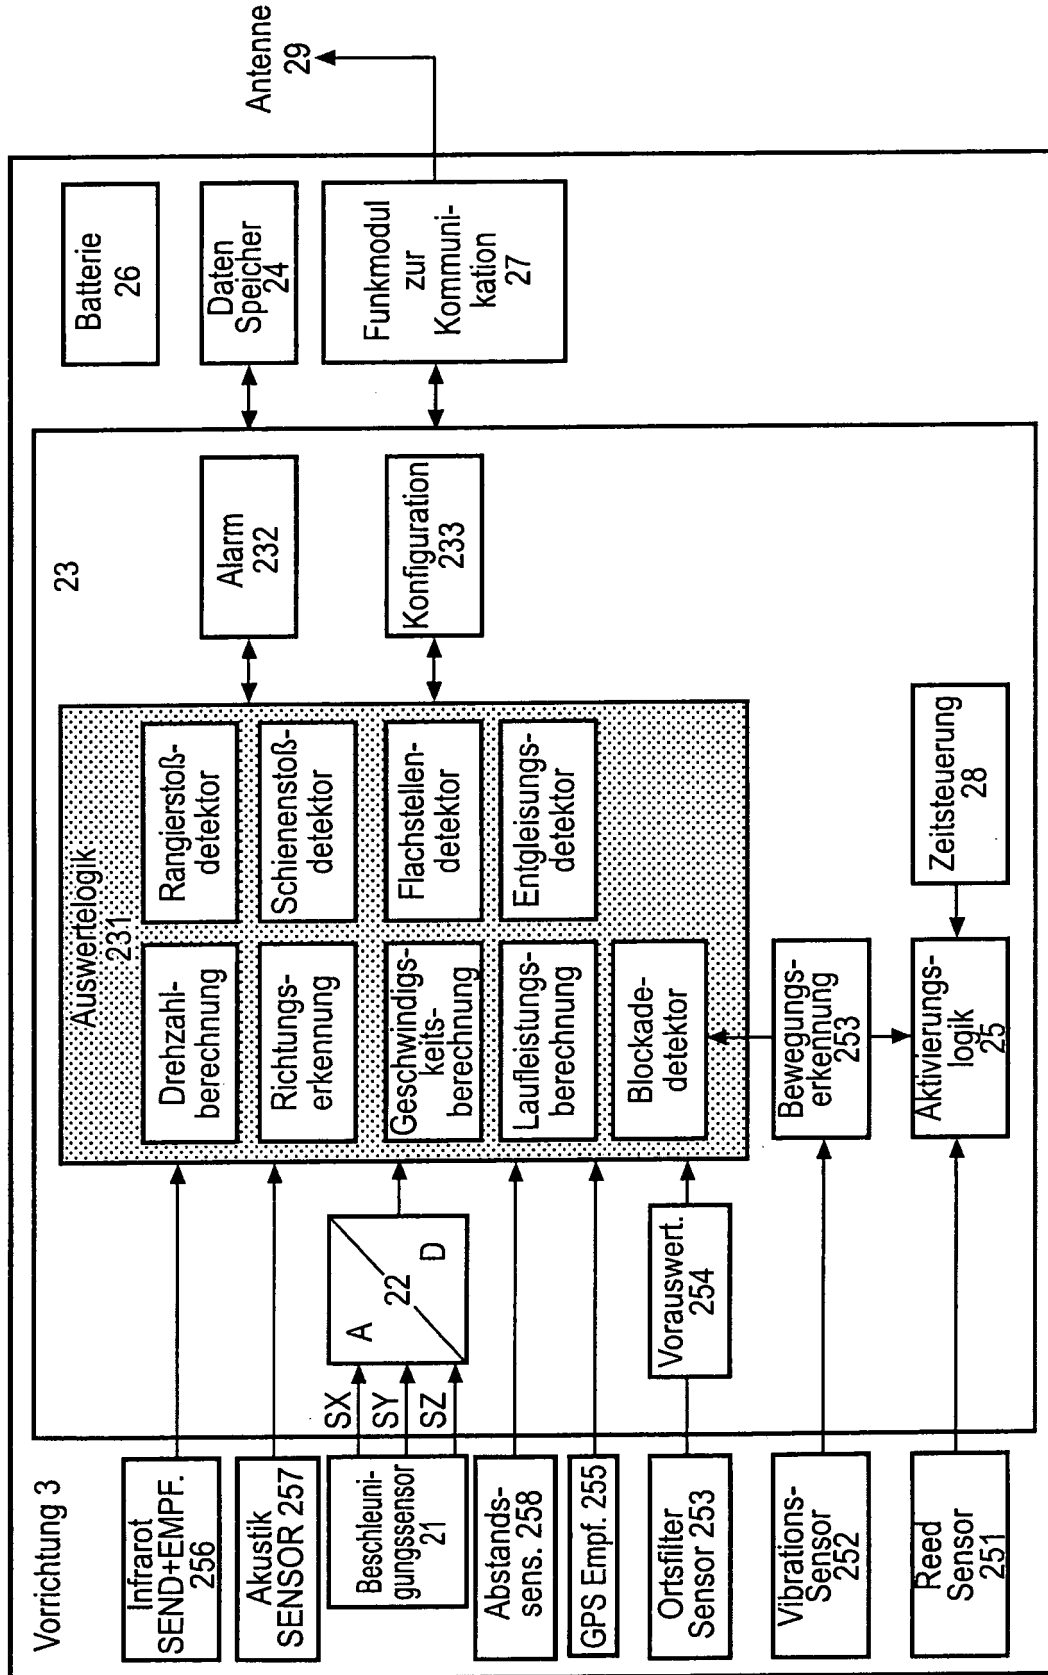 Vorrichtung 3
Infrarot
SEND+EMPF.
256
Akustik
SENSOR 257
Beschleuni-
gungssensor
21
Abstands-
sens. 258
GPS Empf. 255
Ortsfilter
Sensor 253
Vibrations-
Sensor
252
Reed
Sensor
251
SX
SY
SZ
A
22
D
Vorauswert.
254
Auswertelogik
231
Drehzahl-
berechnung
Richtungs-
erkennung
Geschwindigs-
keits-
berechnung
Laufleistungs-
berechnung
Blockade-
detektor
Rangierstoß-
detektor
Schienenstoß-
detektor
Flachstellen-
detektor
Entgleisungs-
detektor
Bewegungs-
erkennung
253
Aktivierungs-
logik
25
Zeitsteuerung
28
23
Alarm
232
Konfiguration
233
Batterie
26
Daten
Speicher
24
Funkmodul
zur
Kommuni-
kation
27
Antenne
29